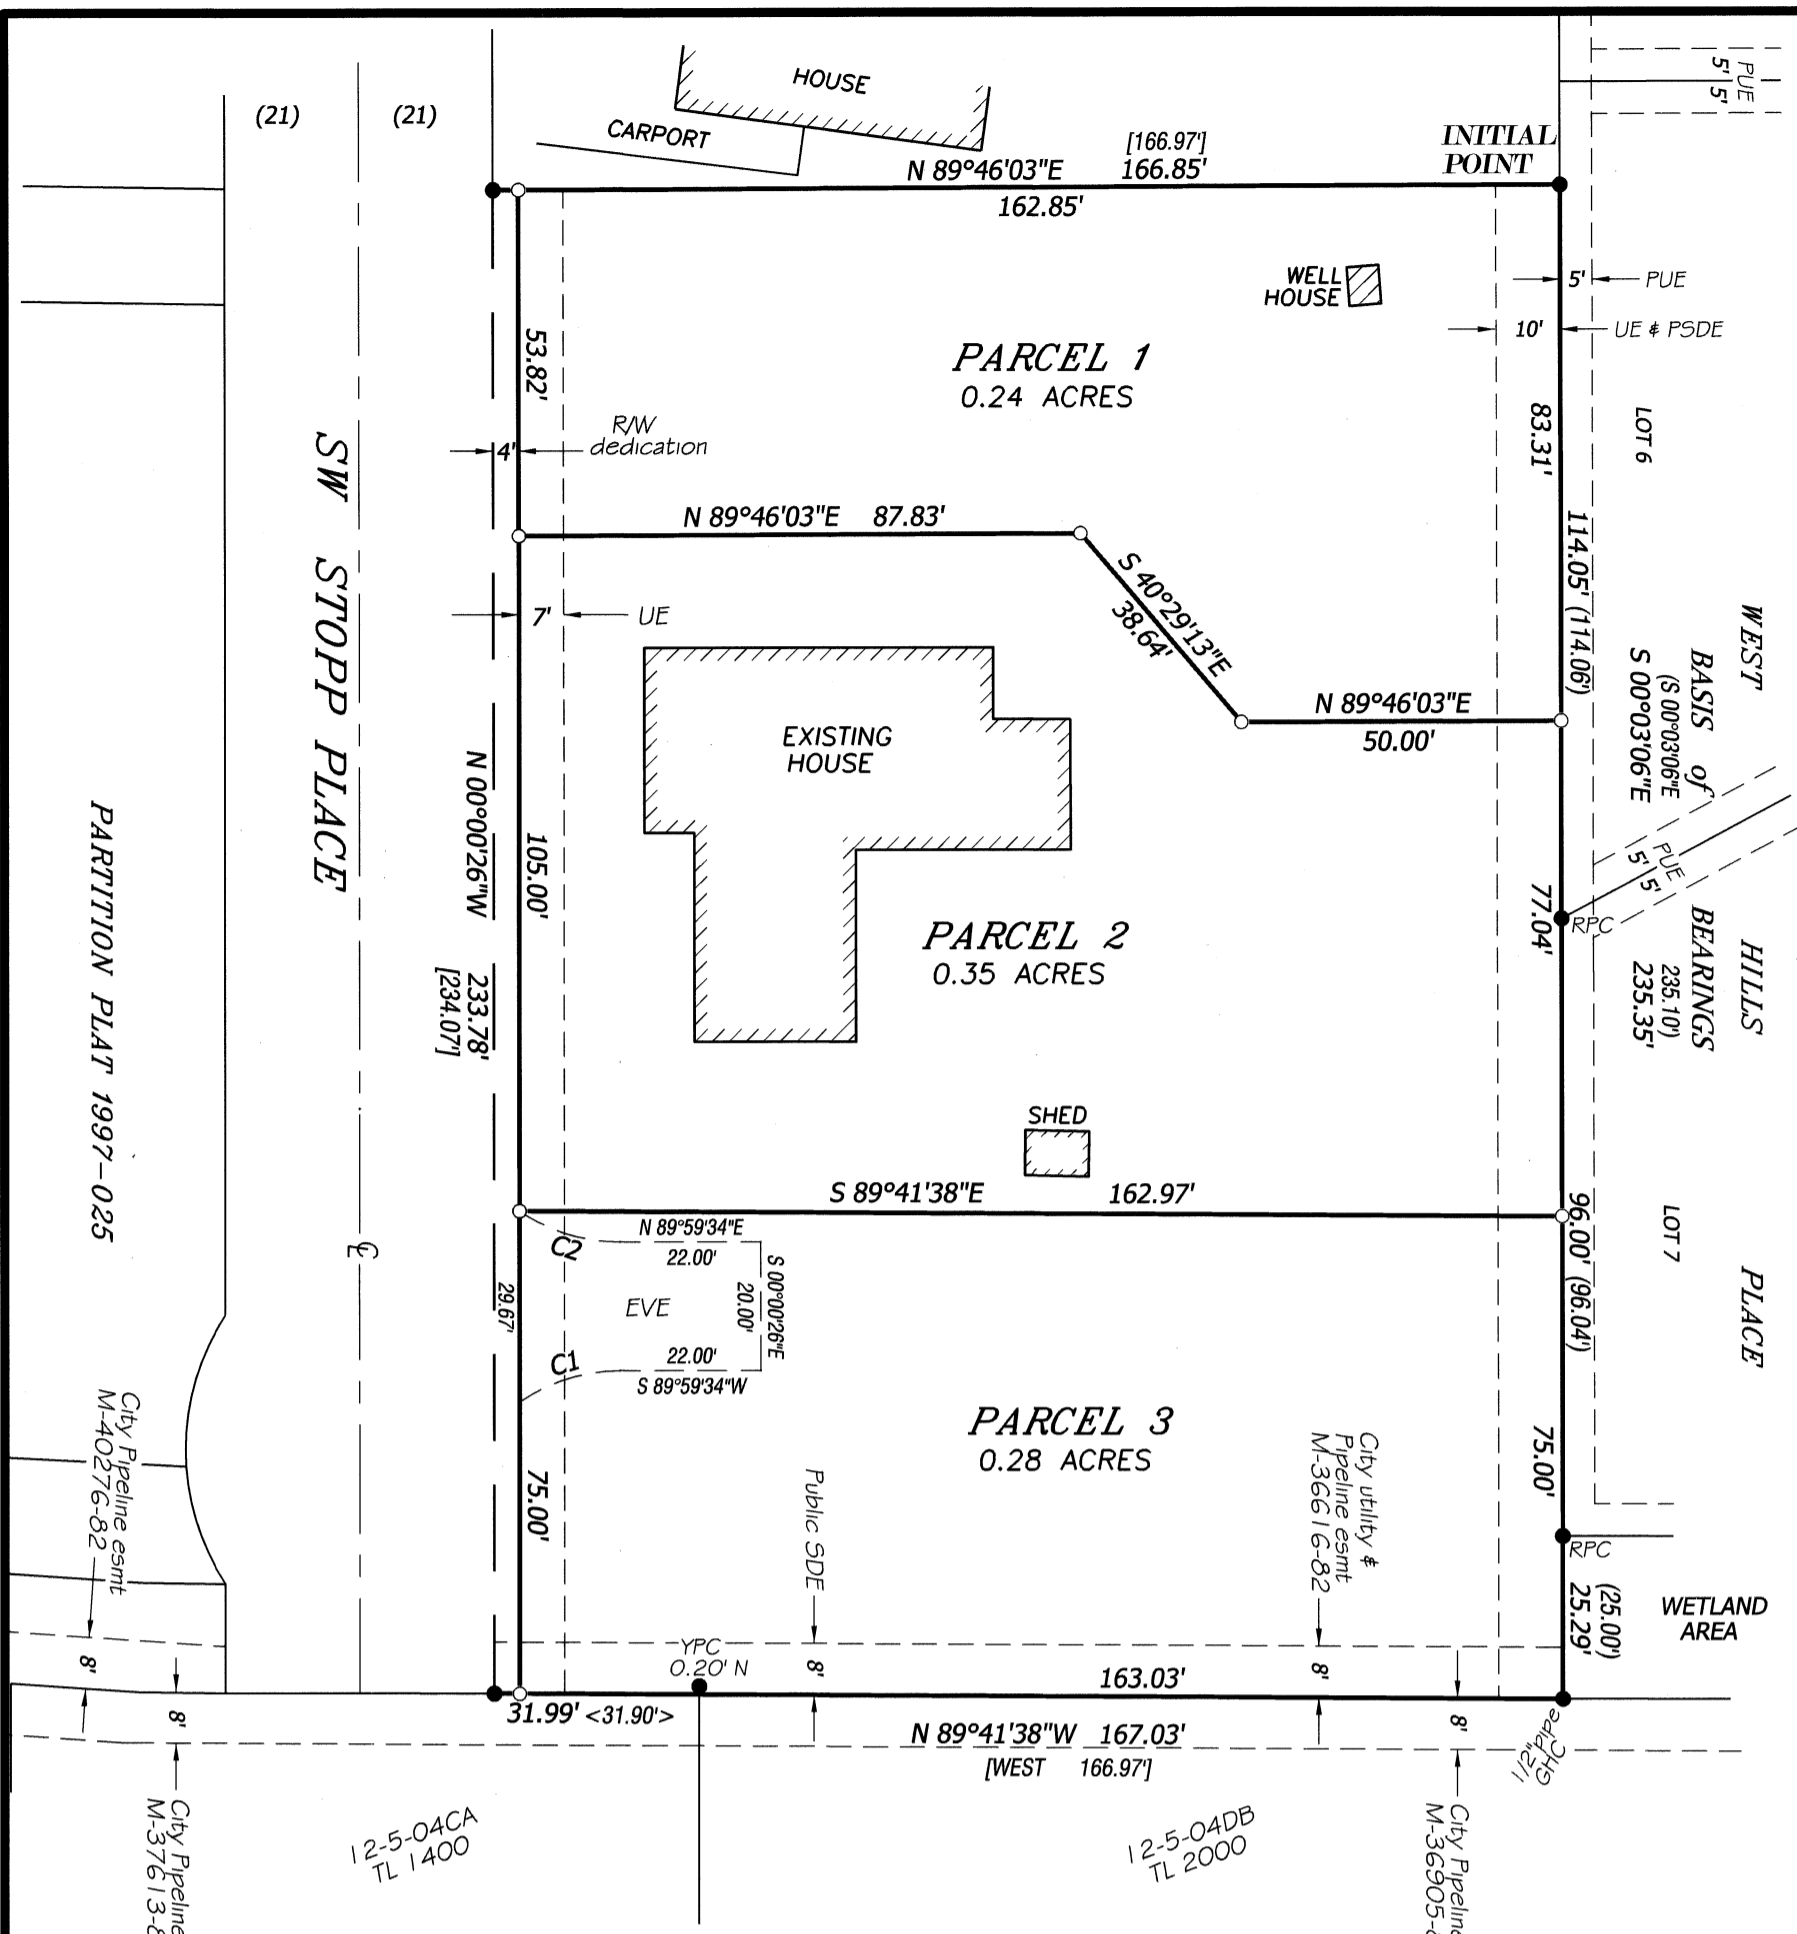 HOUSE
CARPORT
(21)
(21)
PUE
5' 5'
INITIAL
POINT
[166.97']
N 89°46'03"E 166.85'
162.85'
WELL
HOUSE
5'
PUE
10'
UE & PSDE
53.82'
PARCEL 1
0.24 ACRES
83.31'
LOT 6
R/W
dedication
4'
SW STOPP PLACE
N 89°46'03"E 87.83'
S 40°29'13"E
38.64'
114.05' (114.06')
7'
UE
N 89°46'03"E
50.00'
WEST HILLS PLACE
BASIS of BEARINGS
(S 00°03'06"E 235.10')
S 00°03'06"E 235.35'
EXISTING
HOUSE
N 00°00'26"W 233.78'
[234.07']
105.00'
PUE
5' 5'
RPC
77.04'
PARCEL 2
0.35 ACRES
PARTITION PLAT 1997-025
SHED
S 89°41'38"E 162.97'
96.00' (96.04')
LOT 7
CL
C2
N 89°59'34"E
22.00'
S 00°00'26"E
20.00'
EVE
29.67'
C1
22.00'
S 89°59'34"W
PARCEL 3
0.28 ACRES
75.00'
75.00'
City Pipeline esmt
M-40276-82
Public SDE
City utility &
Pipeline esmt
M-36616-82
RPC
(25.00')
25.29'
WETLAND
AREA
YPC
0.20' N
8'
8'
8'
8'
8'
163.03'
31.99' <31.90'>
N 89°41'38"W 167.03'
[WEST 166.97']
1/2" pipe
GHC
12-5-04CA
TL 1400
12-5-04DB
TL 2000
City Pipeline
M-37613-8
City Pipeline
M-36905-